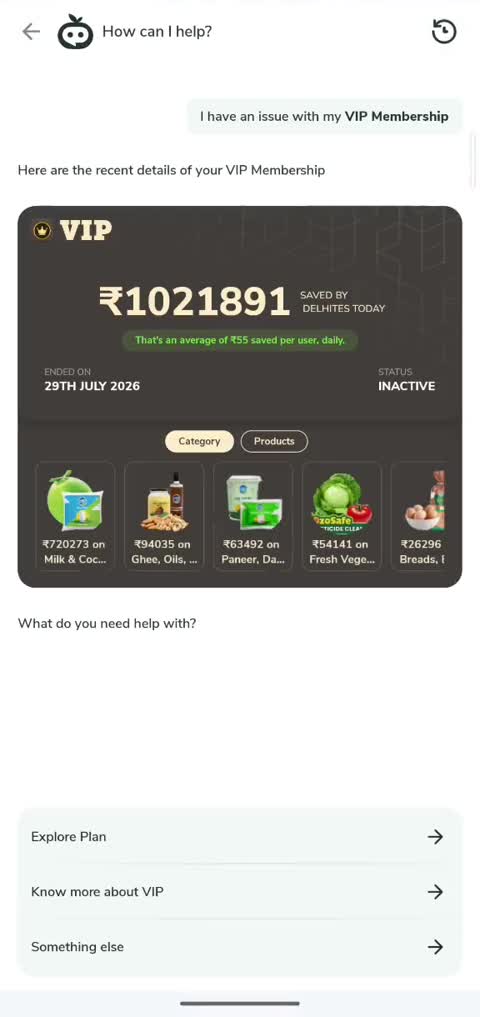 How can I help?
I have an issue with my VIP Membership
Here are the recent details of your VIP Membership
VIP
₹1021891 SAVED BY
DELHITES TODAY
That's an average of ₹55 saved per user, daily.
ENDED ON STATUS
29TH JULY 2026 INACTIVE
Category Products
₹720273 on ₹94035 on ₹63492 on ₹54141 on ₹26296
Milk & Coc... Ghee, Oils, ... Paneer, Da... Fresh Vege... Breads,
What do you need help with?
Explore Plan
Know more about VIP
Something else